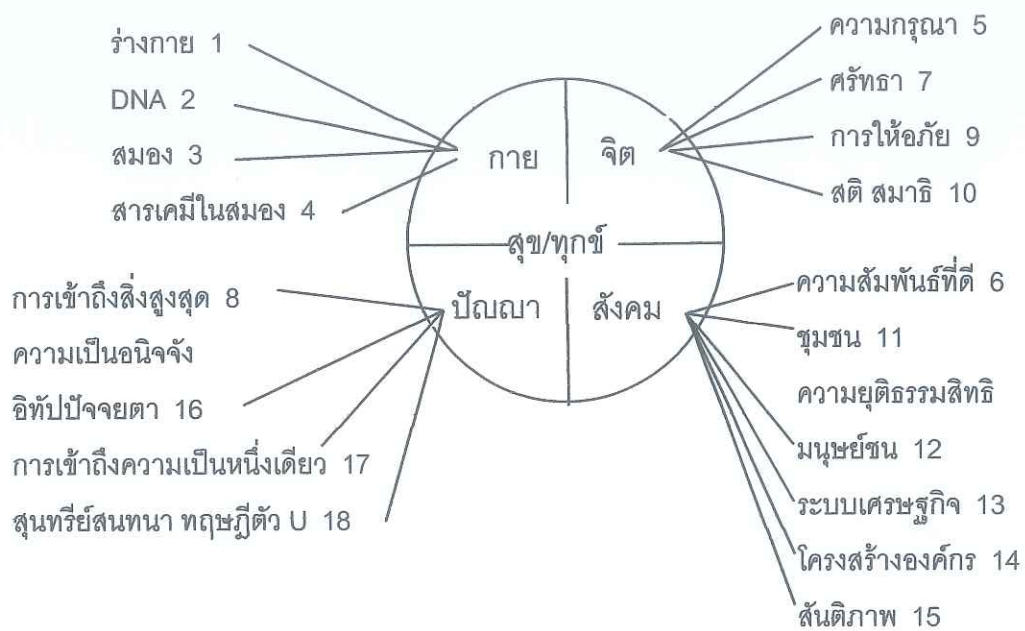 ร่างกาย 1
DNA 2
สมอง 3
สารเคมีในสมอง 4
กาย
จิต
ความกรุณา 5
ศรัทธา 7
การให้อภัย 9
สติ สมาธิ 10
สุข/ทุกข์
การเข้าถึงสิ่งสูงสุด 8
ความเป็นอนิจจัง
อิทัปปัจจยตา 16
การเข้าถึงความเป็นหนึ่งเดียว 17
สุนทรีย์สนทนา ทฤษฎีตัว U 18
ปัญญา
สังคม
ความสัมพันธ์ที่ดี 6
ชุมชน 11
ความยุติธรรมสิทธิ
มนุษย์ชน 12
ระบบเศรษฐกิจ 13
โครงสร้างองค์กร 14
สันติภาพ 15